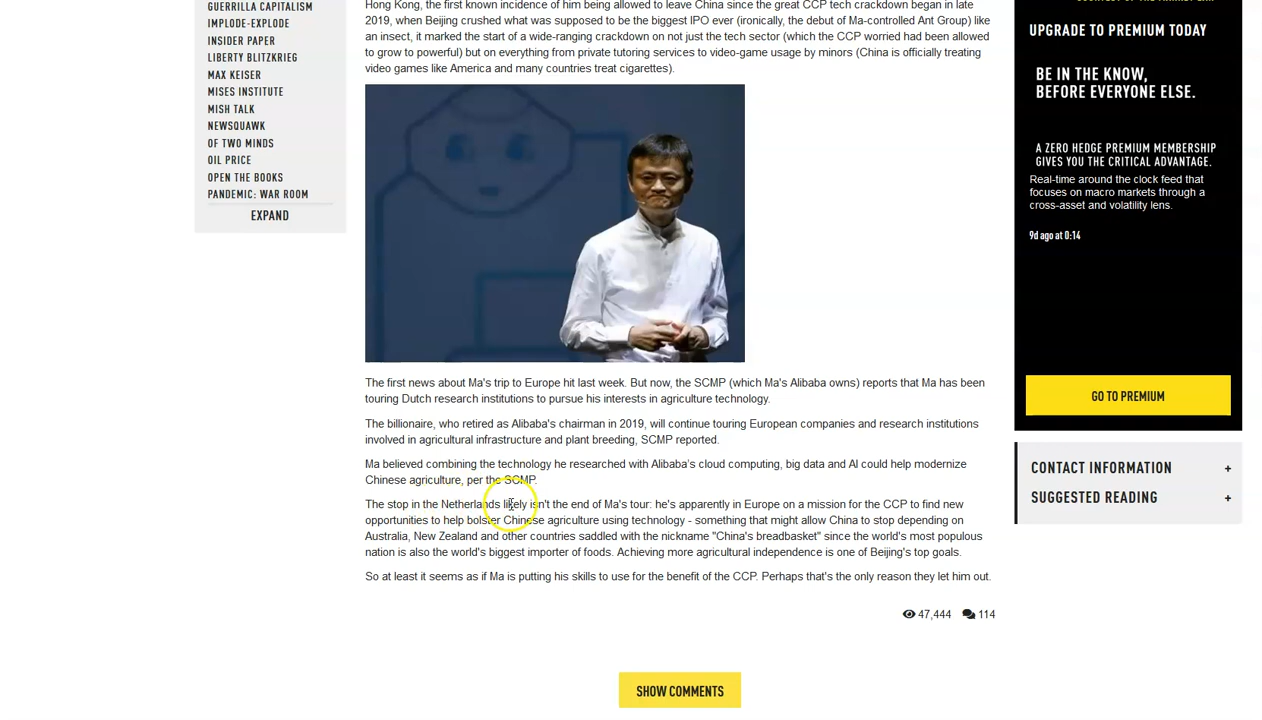 GUERRILLA CAPITALISM
IMPLODE-EXPLODE
INSIDER PAPER
LIBERTY BLITZKRIEG
MAX KEISER
MISES INSTITUTE
MISH TALK
NEWSQUAWK
OF TWO MINDS
OIL PRICE
OPEN THE BOOKS
PANDEMIC: WAR ROOM
EXPAND
Hong Kong, the first known incidence of him being allowed to leave China since the great CCP tech crackdown began in late
2019, when Beijing crushed what was supposed to be the biggest IPO ever (ironically, the debut of Ma-controlled Ant Group) like
an insect, it marked the start of a wide-ranging crackdown on not just the tech sector (which the CCP worried had been allowed
to grow to powerful) but on everything from private tutoring services to video-game usage by minors (China is officially treating
video games like America and many countries treat cigarettes).
The first news about Ma's trip to Europe hit last week. But now, the SCMP (which Ma's Alibaba owns) reports that Ma has been
touring Dutch research institutions to pursue his interests in agriculture technology.
The billionaire, who retired as Alibaba's chairman in 2019, will continue touring European companies and research institutions
involved in agricultural infrastructure and plant breeding, SCMP reported.
Ma believed combining the technology he researched with Alibaba's cloud computing, big data and AI could help modernize
Chinese agriculture, per the SCMP.
The stop in the Netherlands likely isn't the end of Ma's tour: he's apparently in Europe on a mission for the CCP to find new
opportunities to help bolster Chinese agriculture using technology - something that might allow China to stop depending on
Australia, New Zealand and other countries saddled with the nickname "China's breadbasket" since the world's most populous
nation is also the world's biggest importer of foods. Achieving more agricultural independence is one of Beijing's top goals.
So at least it seems as if Ma is putting his skills to use for the benefit of the CCP. Perhaps that's the only reason they let him out.
47,444 114
SHOW COMMENTS
UPGRADE TO PREMIUM TODAY
BE IN THE KNOW,
BEFORE EVERYONE ELSE.
A ZERO HEDGE PREMIUM MEMBERSHIP
GIVES YOU THE CRITICAL ADVANTAGE.
Real-time around the clock feed that
focuses on macro markets through a
cross-asset and volatility lens.
9d ago at 0:14
GO TO PREMIUM
CONTACT INFORMATION +
SUGGESTED READING +